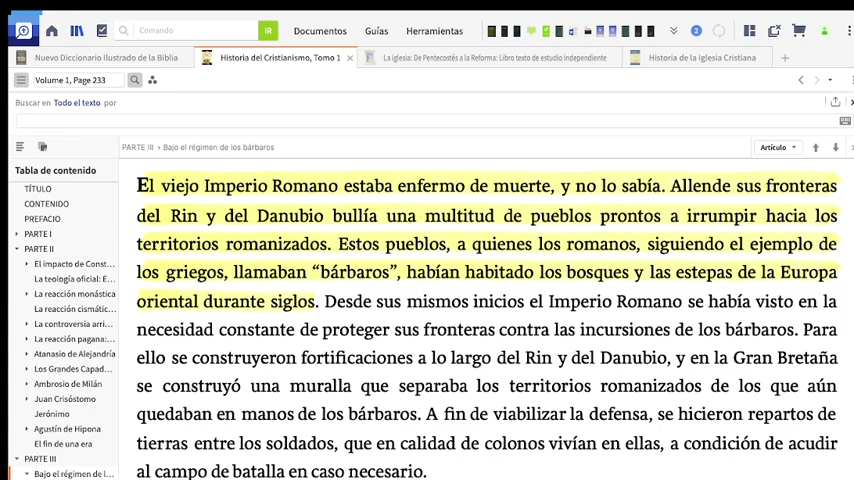 Comando
IR
Documentos
Guías
Herramientas
2
Nuevo Diccionario Ilustrado de la Biblia
Historia del Cristianismo, Tomo 1
La iglesia: De Pentecostés a la Reforma: Libro texto de estudio independiente
Historia de la Iglesia Cristiana
Volume 1, Page 233
Buscar en Todo el texto por
PARTE III > Bajo el régimen de los bárbaros
Artículo
Tabla de contenido
TÍTULO
CONTENIDO
PREFACIO
PARTE I
PARTE II
El impacto de Const...
La teología oficial: E...
La reacción monástica
La reacción cismátic...
La controversia arri...
La reacción pagana:...
Atanasio de Alejandría
Los Grandes Capad...
Ambrosio de Milán
Juan Crisóstomo
Jerónimo
Agustín de Hipona
El fin de una era
PARTE III
Bajo el régimen de l...
El viejo Imperio Romano estaba enfermo de muerte, y no lo sabía. Allende sus fronteras
del Rin y del Danubio bullía una multitud de pueblos prontos a irrumpir hacia los
territorios romanizados. Estos pueblos, a quienes los romanos, siguiendo el ejemplo de
los griegos, llamaban “bárbaros”, habían habitado los bosques y las estepas de la Europa
oriental durante siglos. Desde sus mismos inicios el Imperio Romano se había visto en la
necesidad constante de proteger sus fronteras contra las incursiones de los bárbaros. Para
ello se construyeron fortificaciones a lo largo del Rin y del Danubio, y en la Gran Bretaña
se construyó una muralla que separaba los territorios romanizados de los que aún
quedaban en manos de los bárbaros. A fin de viabilizar la defensa, se hicieron repartos de
tierras entre los soldados, que en calidad de colonos vivían en ellas, a condición de acudir
al campo de batalla en caso necesario.